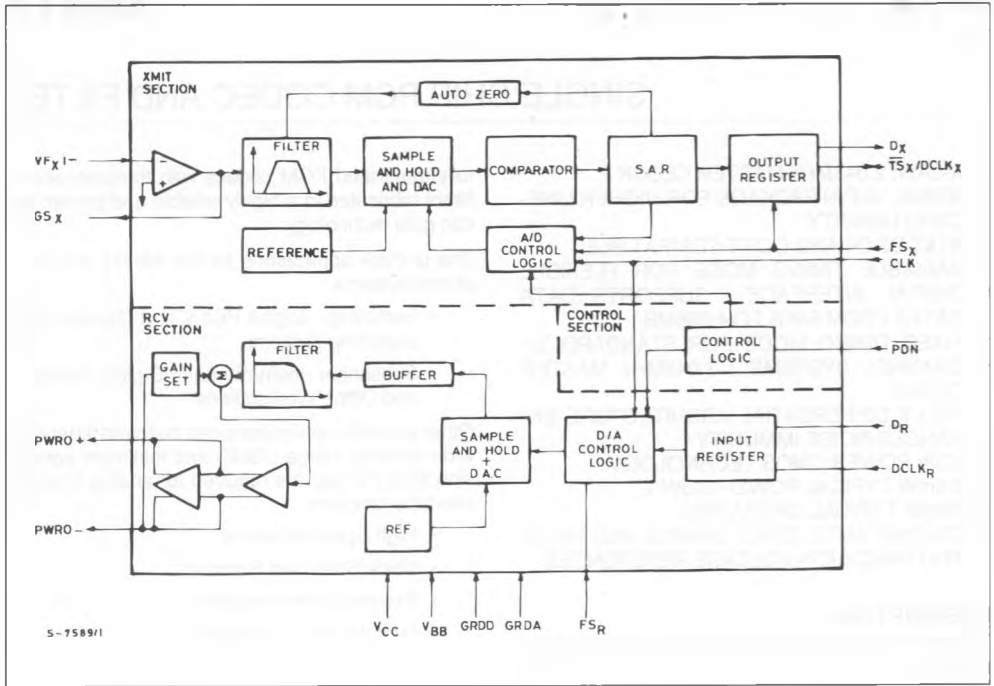 XMIT
SECTION
AUTO ZERO
VFX I-
GSX
FILTER
SAMPLE
AND HOLD
AND DAC
COMPARATOR
S.A.R.
OUTPUT
REGISTER
DX
TSX/DCLKX
REFERENCE
A/D
CONTROL
LOGIC
FSX
CLK
RCV
SECTION
CONTROL
SECTION
CONTROL
LOGIC
PDN
GAIN
SET
Σ
FILTER
BUFFER
PWRO+
PWRO-
SAMPLE
AND HOLD
+
DAC
D/A
CONTROL
LOGIC
INPUT
REGISTER
DR
DCLKR
REF
VCC
VBB
GRDD
GRDA
FSR
S-7589/1